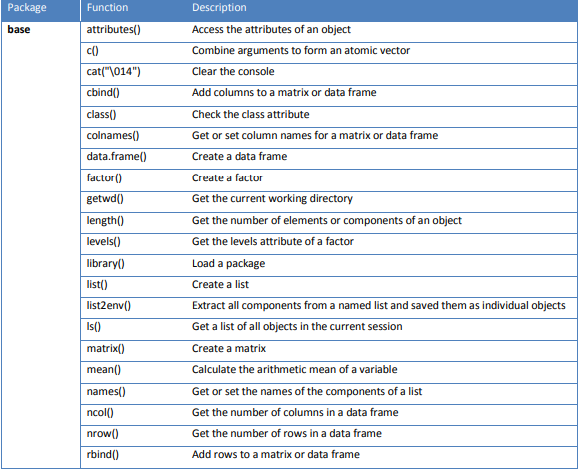 Package Function Description
base attributes() Access the attributes of an object
c() Combine arguments to form an atomic vector
cat("\014") Clear the console
cbind() Add columns to a matrix or data frame
class() Check the class attribute
colnames() Get or set column names for a matrix or data frame
data.frame() Create a data frame
factor() Create a factor
getwd() Get the current working directory
length() Get the number of elements or components of an object
levels() Get the levels attribute of a factor
library() Load a package
list() Create a list
list2env() Extract all components from a named list and saved them as individual objects
ls() Get a list of all objects in the current session
matrix() Create a matrix
mean() Calculate the arithmetic mean of a variable
names() Get or set the names of the components of a list
ncol() Get the number of columns in a data frame
nrow() Get the number of rows in a data frame
rbind() Add rows to a matrix or data frame